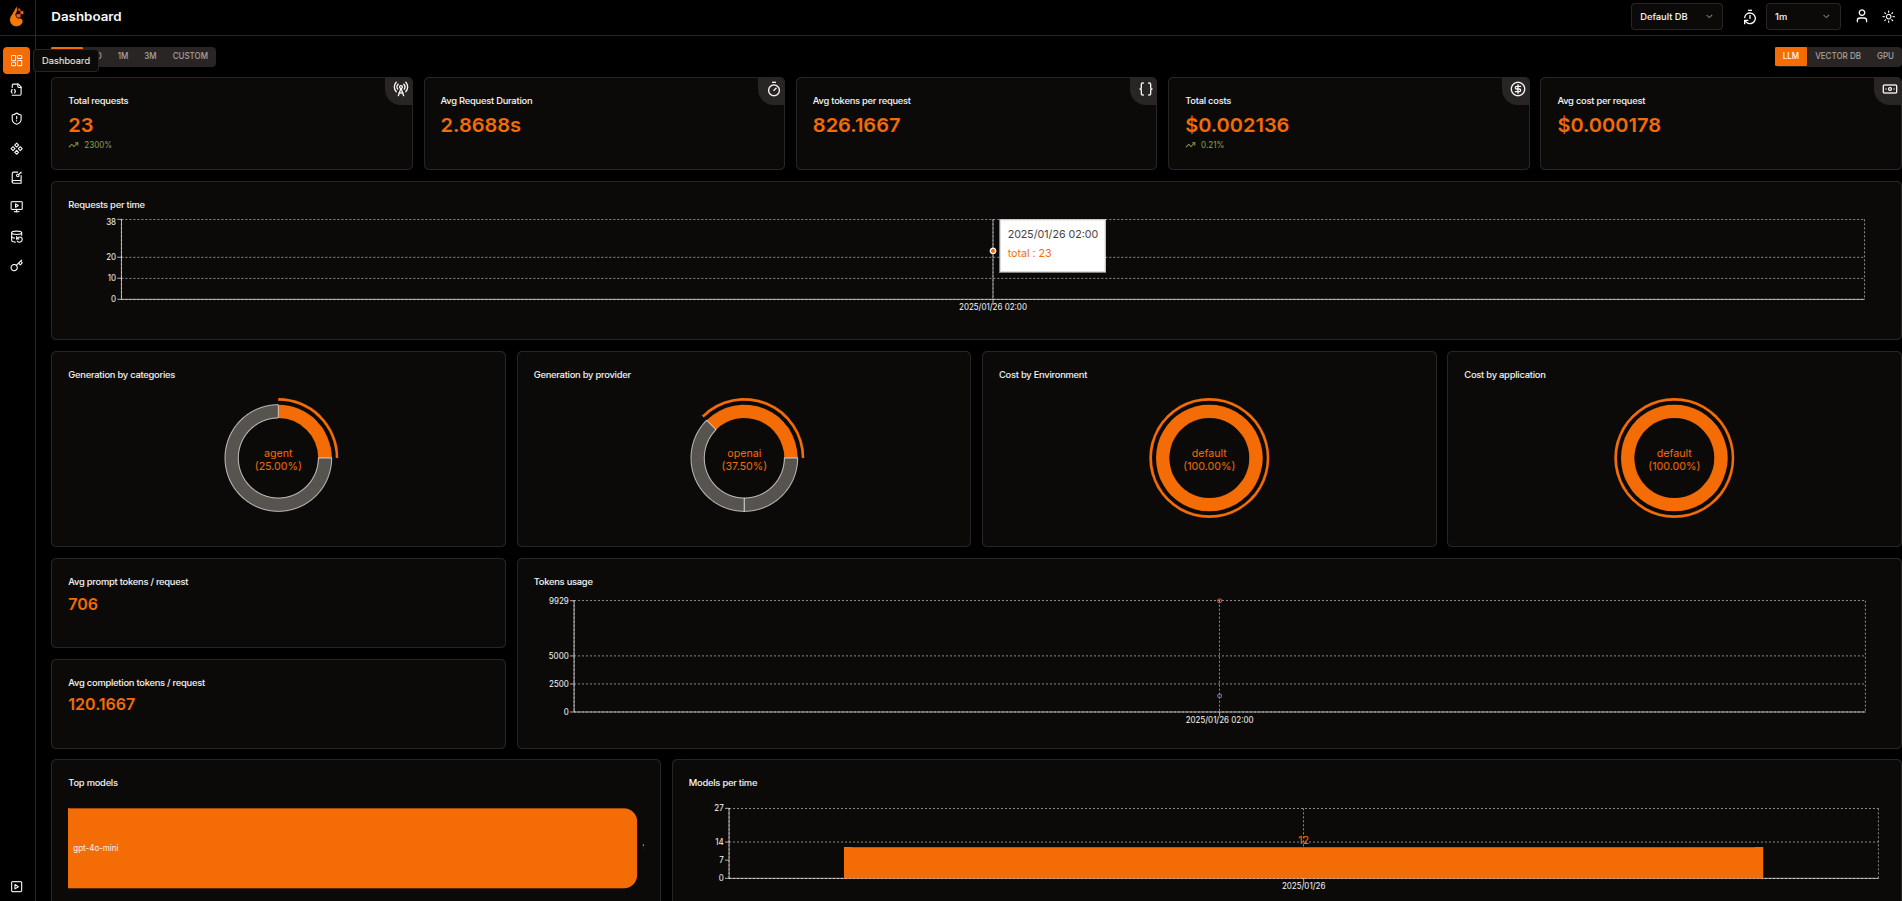 Dashboard
Default DB
1m
Dashboard
1M
3M
CUSTOM
LLM
VECTOR DB
GPU
Total requests
23
2300%
Avg Request Duration
2.8688s
Avg tokens per request
826.1667
Total costs
$0.002136
0.21%
Avg cost per request
$0.000178
Requests per time
38
20
10
0
2025/01/26 02:00
total : 23
2025/01/26 02:00
Generation by categories
agent
(25.00%)
Generation by provider
openai
(37.50%)
Cost by Environment
default
(100.00%)
Cost by application
default
(100.00%)
Avg prompt tokens / request
706
Avg completion tokens / request
120.1667
Tokens usage
9929
5000
2500
0
2025/01/26 02:00
Top models
gpt-4o-mini
Models per time
27
14
7
0
12
2025/01/26